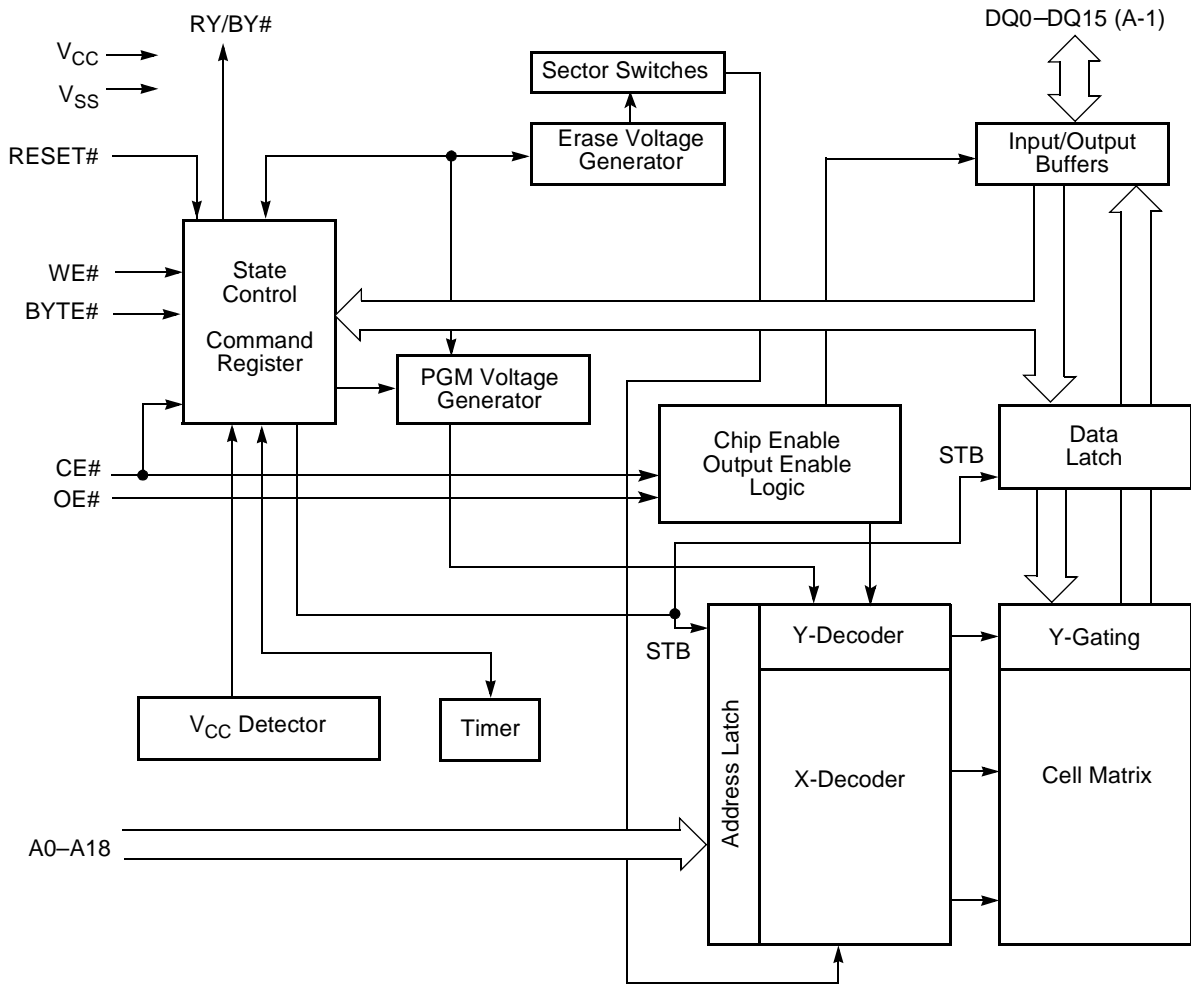 RY/BY#
DQ0–DQ15 (A-1)
VCC
VSS
Sector Switches
Erase Voltage
Generator
Input/Output
Buffers
RESET#
WE#
BYTE#
State
Control
Command
Register
PGM Voltage
Generator
Chip Enable
Output Enable
Logic
Data
Latch
STB
CE#
OE#
STB
Y-Decoder
Y-Gating
VCC Detector
Timer
Address Latch
X-Decoder
Cell Matrix
A0–A18